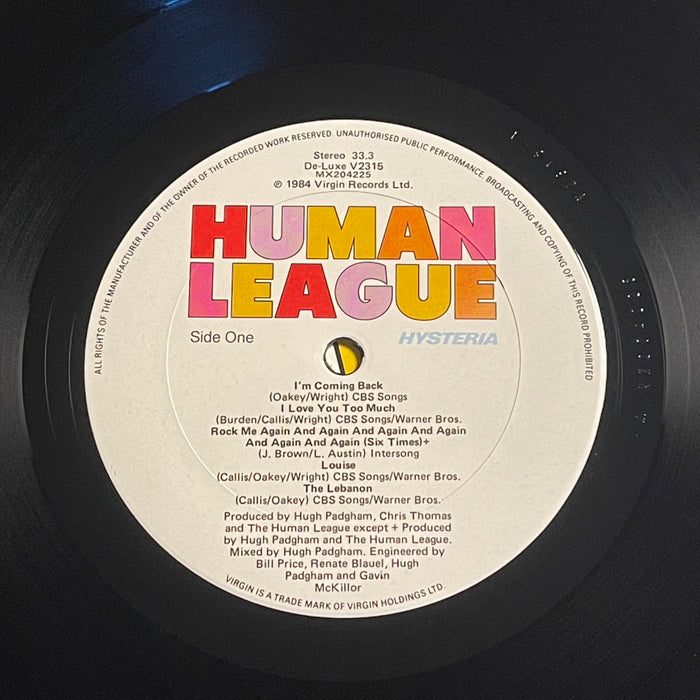 ALL RIGHTS OF THE MANUFACTURER AND OF THE OWNER OF THE RECORDED WORK RESERVED. UNAUTHORISED PUBLIC PERFORMANCE, BROADCASTING AND COPYING OF THIS RECORD PROHIBITED
Stereo 33.3
De-Luxe V2315
MX204225
℗ 1984 Virgin Records Ltd.
HUMAN
LEAGUE
Side One HYSTERIA
I'm Coming Back
(Oakey/Wright) CBS Songs
I Love You Too Much
(Burden/Callis/Wright) CBS Songs/Warner Bros.
Rock Me Again And Again And Again And Again
And Again And Again (Six Times)+
(J. Brown/L. Austin) Intersong
Louise
(Callis/Oakey/Wright) CBS Songs/Warner Bros.
The Lebanon
(Callis/Oakey) CBS Songs/Warner Bros.
Produced by Hugh Padgham, Chris Thomas
and The Human League except + Produced
by Hugh Padgham and The Human League.
Mixed by Hugh Padgham. Engineered by
Bill Price, Renate Blauel, Hugh
Padgham and Gavin
McKillor
VIRGIN IS A TRADE MARK OF VIRGIN HOLDINGS LTD.